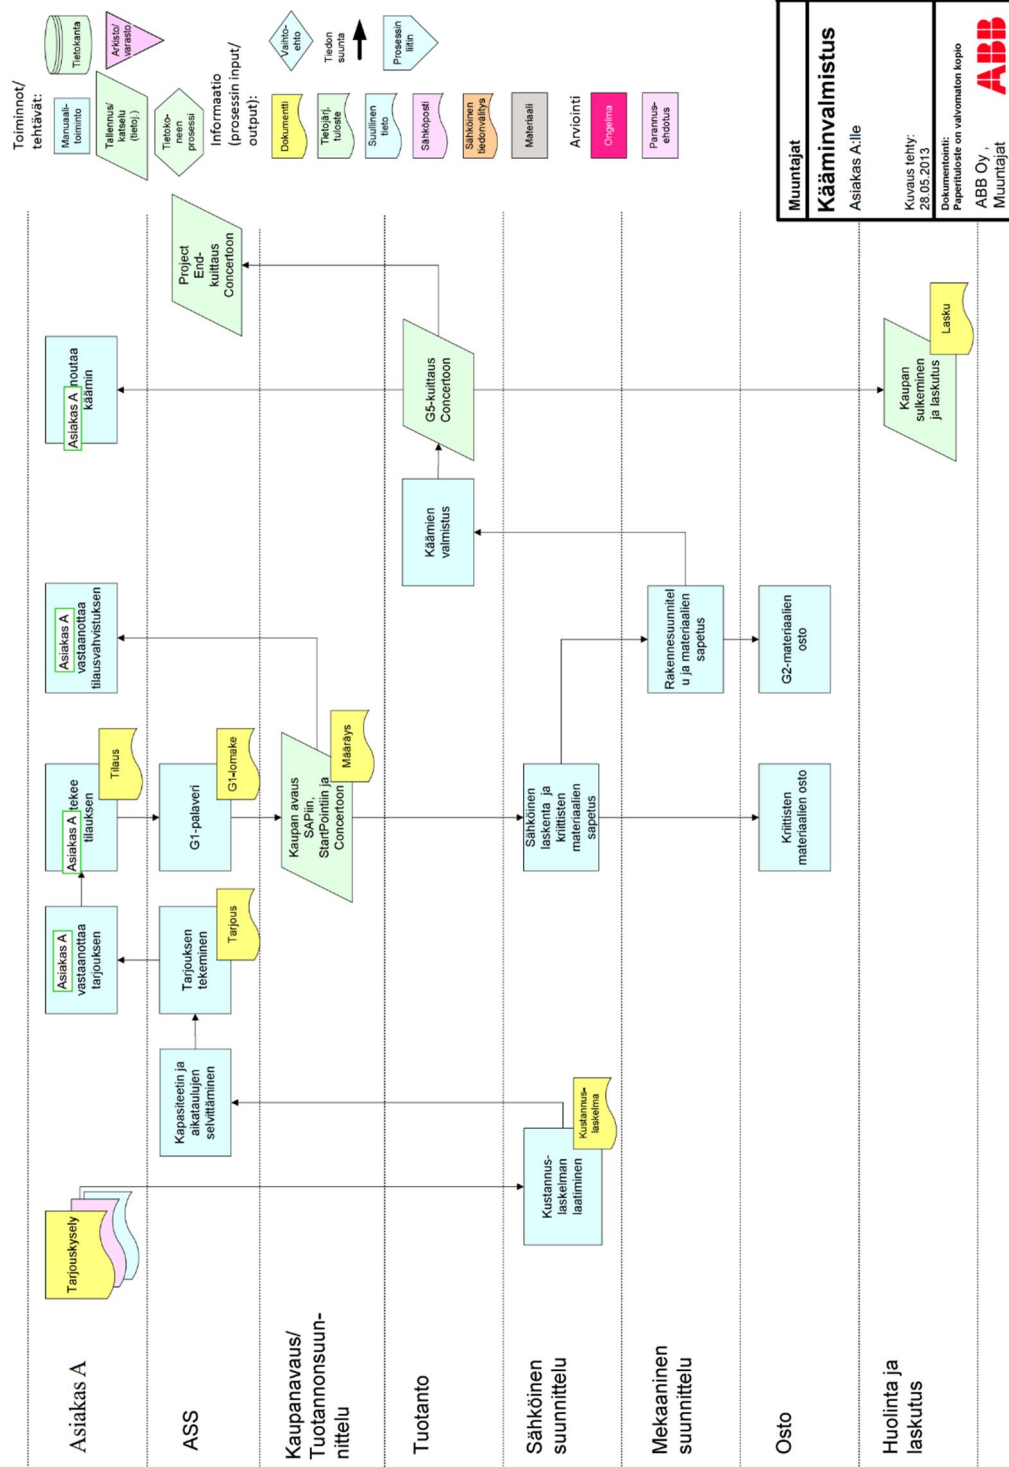 Toiminnot/
tehtävät:
Manuaali-
toiminto
Tietokanta
Tallennus/
katselu
(tietoj.)
Arkisto/
varasto
Tietoko-
neen
prosessi
Informaatio
(prosessin input/
output):
Dokumentti
Vaihto-
ehto
Tietojärj.
tuloste
Tiedon
suunta
Suullinen
tieto
Prosessin
liitin
Sähköposti
Sähköinen
tiedonvälitys
Materiaali
Arviointi
Ongelma
Parannus-
ehdotus
Asiakas A
Tarjouskysely
Asiakas A
vastaanottaa
tarjouksen
Asiakas A tekee
tilauksen
Tilaus
Asiakas A
vastaanottaa
tilausvahvistuksen
Asiakas A noutaa
käämin
ASS
Kapasiteetin ja
aikataulujen
selvittäminen
Tarjouksen
tekeminen
Tarjous
G1-palaveri
G1-lomake
Project
End-
kuittaus
Concertoon
Kaupanavaus/
Tuotannonsuun-
nittelu
Kaupan avaus
SAPiin,
StartPointiin ja
Concertoon
Määräys
Tuotanto
Käämien
valmistus
G5-kuittaus
Concertoon
Sähköinen
suunnittelu
Kustannus-
laskelman
laatiminen
Kustannus-
laskelma
Sähköinen
laskenta ja
kriittisten
materiaalien
sapetus
Mekaaninen
suunnittelu
Rakennesuunnitel
u ja materiaalien
sapetus
Osto
Kriittisten
materiaalien osto
G2-materiaalien
osto
Huolinta ja
laskutus
Kaupan
sulkeminen
ja laskutus
Lasku
Muuntajat
Kääminvalmistus
Asiakas A:lle
Kuvaus tehty:
28.05.2013
Dokumentointi:
Paperituloste on valvomaton kopio
ABB Oy ,
Muuntajat
ABB